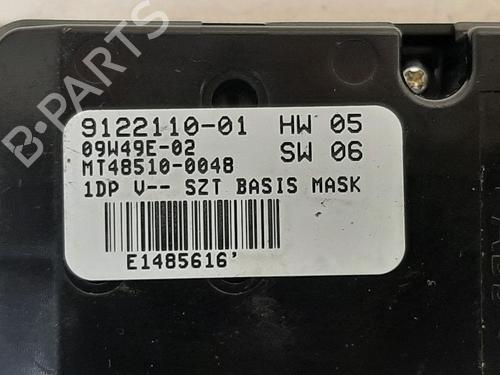 B-PARTS
9122110-01 HW 05
09W49E-02 SW 06
MT48510-0048
1DP V-- SZT BASIS MASK
E1485616'